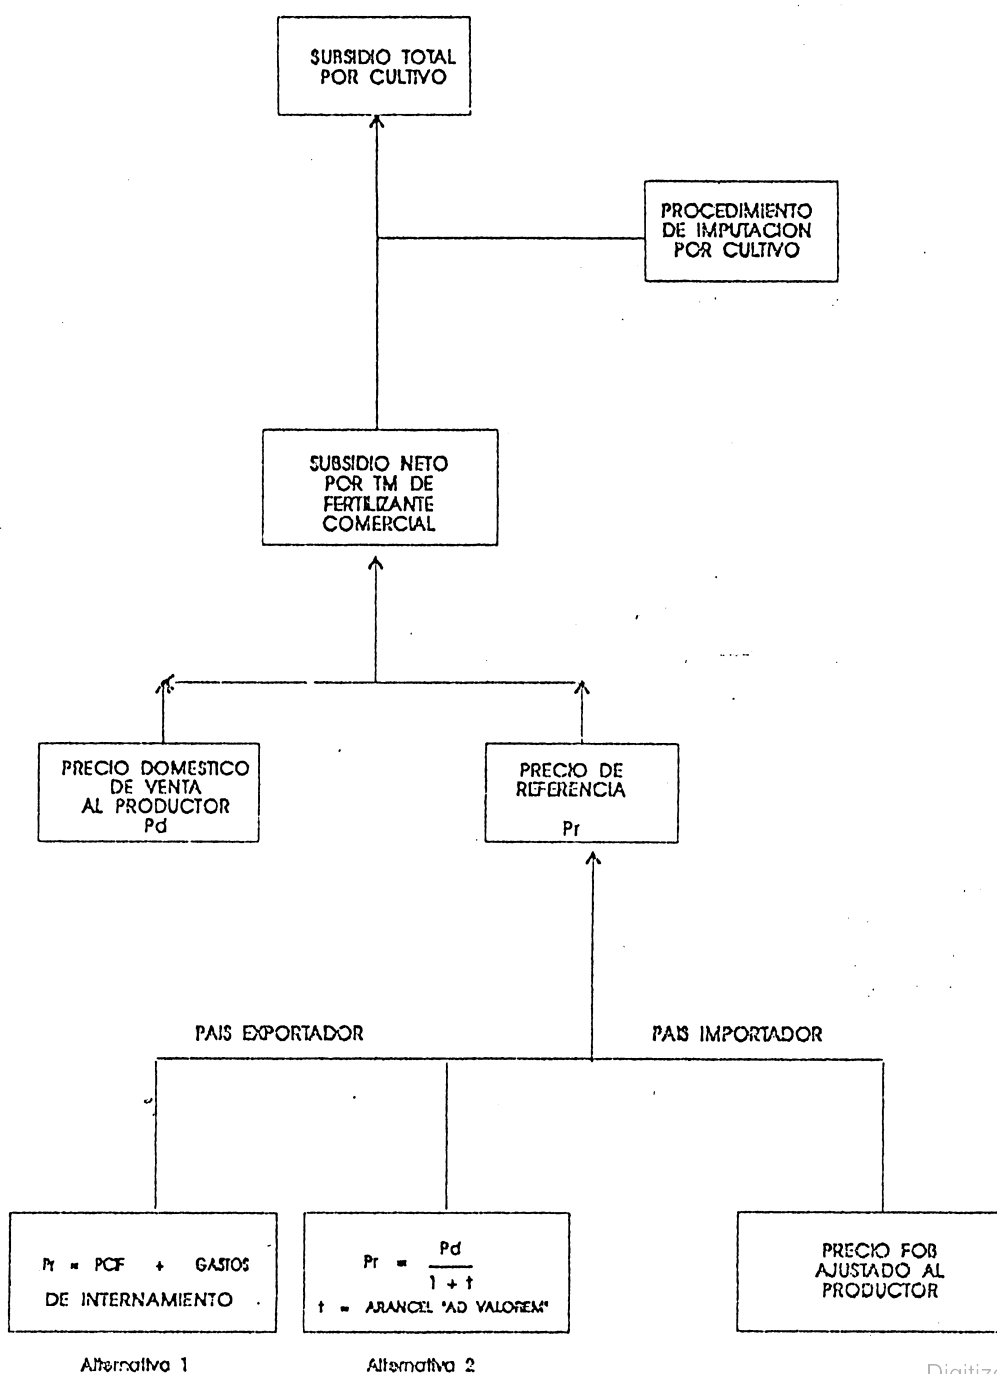 SUBSIDIO TOTAL
POR CULTIVO
PROCEDIMIENTO
DE IMPUTACION
POR CULTIVO
SUBSIDIO NETO
POR TM DE
FERTILIZANTE
COMERCIAL
PRECIO DOMESTICO
DE VENTA
AL PRODUCTOR
Pd
PRECIO DE
REFERENCIA
Pr
PAIS EXPORTADOR
PAIS IMPORTADOR
Pr = PCIF + GASTOS
DE INTERNAMIENTO
Pr = Pd
1 + t
t = ARANCEL "AD VALOREM"
PRECIO FOB
AJUSTADO AL
PRODUCTOR
Alternativa 1
Alternativa 2